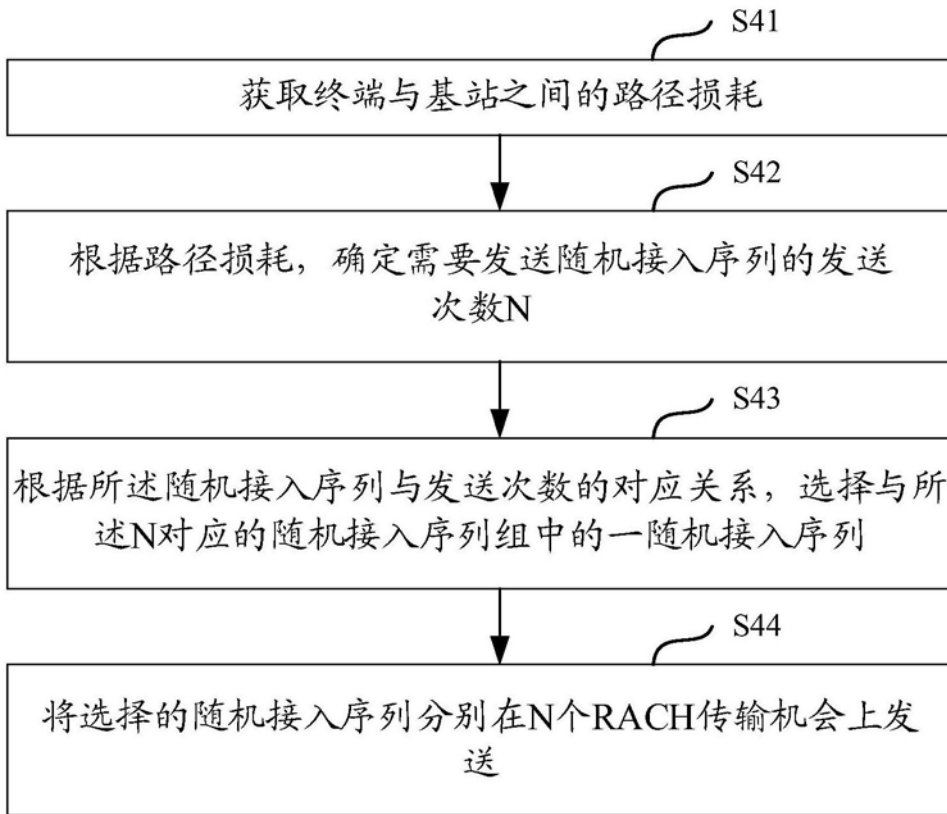 S41
获取终端与基站之间的路径损耗
S42
根据路径损耗，确定需要发送随机接入序列的发送
次数N
S43
根据所述随机接入序列与发送次数的对应关系，选择与所
述N对应的随机接入序列组中的一随机接入序列
S44
将选择的随机接入序列分别在N个RACH传输机会上发
送